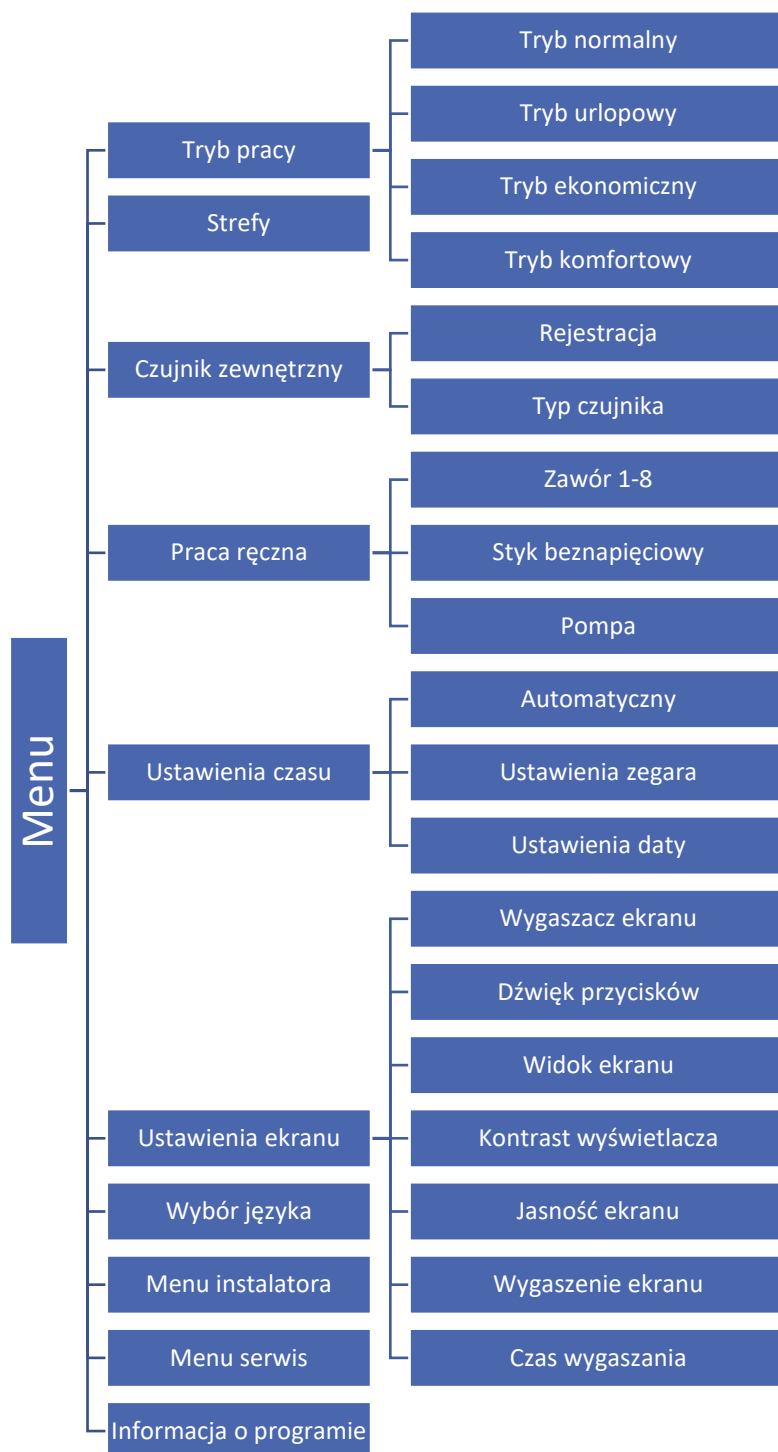 Menu
Tryb pracy
Tryb normalny
Tryb urlopowy
Tryb ekonomiczny
Tryb komfortowy
Strefy
Czujnik zewnętrzny
Rejestracja
Typ czujnika
Praca ręczna
Zawór 1-8
Styk beznapięciowy
Pompa
Ustawienia czasu
Automatyczny
Ustawienia zegara
Ustawienia daty
Ustawienia ekranu
Wygaszacz ekranu
Dźwięk przycisków
Widok ekranu
Kontrast wyświetlacza
Jasność ekranu
Wygaszenie ekranu
Czas wygaszania
Wybór języka
Menu instalatora
Menu serwis
Informacja o programie